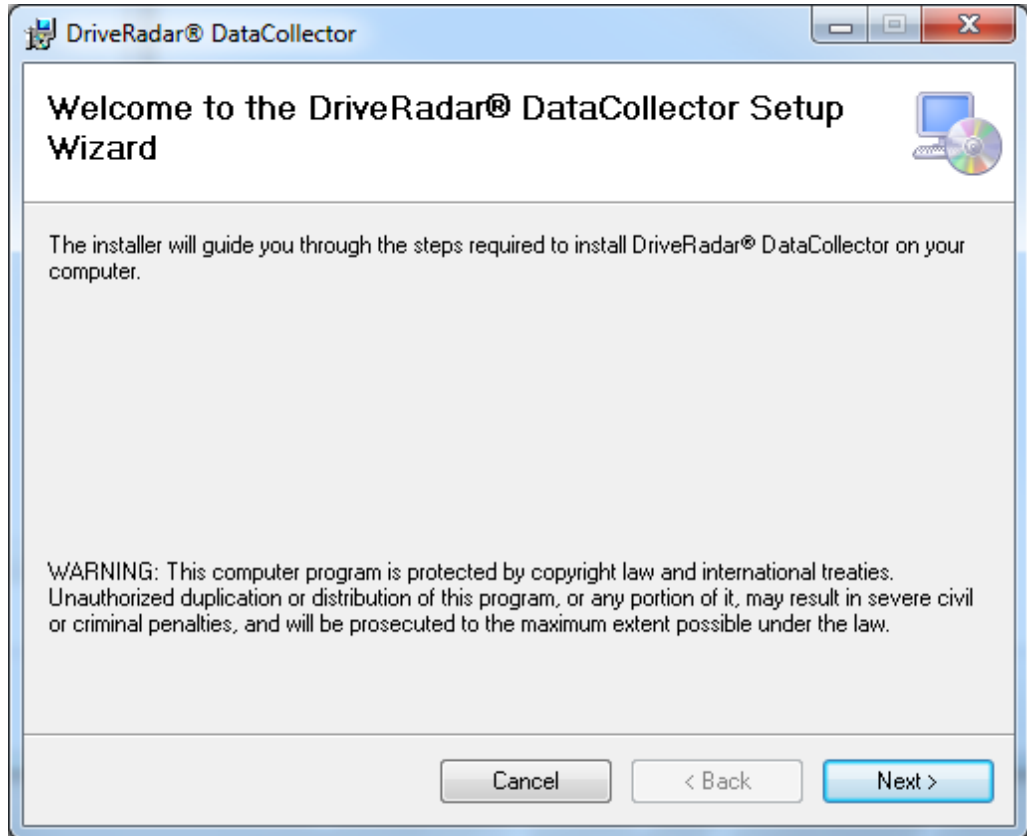 DriveRadar® DataCollector
Welcome to the DriveRadar® DataCollector Setup
Wizard
The installer will guide you through the steps required to install DriveRadar® DataCollector on your
computer.
WARNING: This computer program is protected by copyright law and international treaties.
Unauthorized duplication or distribution of this program, or any portion of it, may result in severe civil
or criminal penalties, and will be prosecuted to the maximum extent possible under the law.
Cancel
< Back
Next >